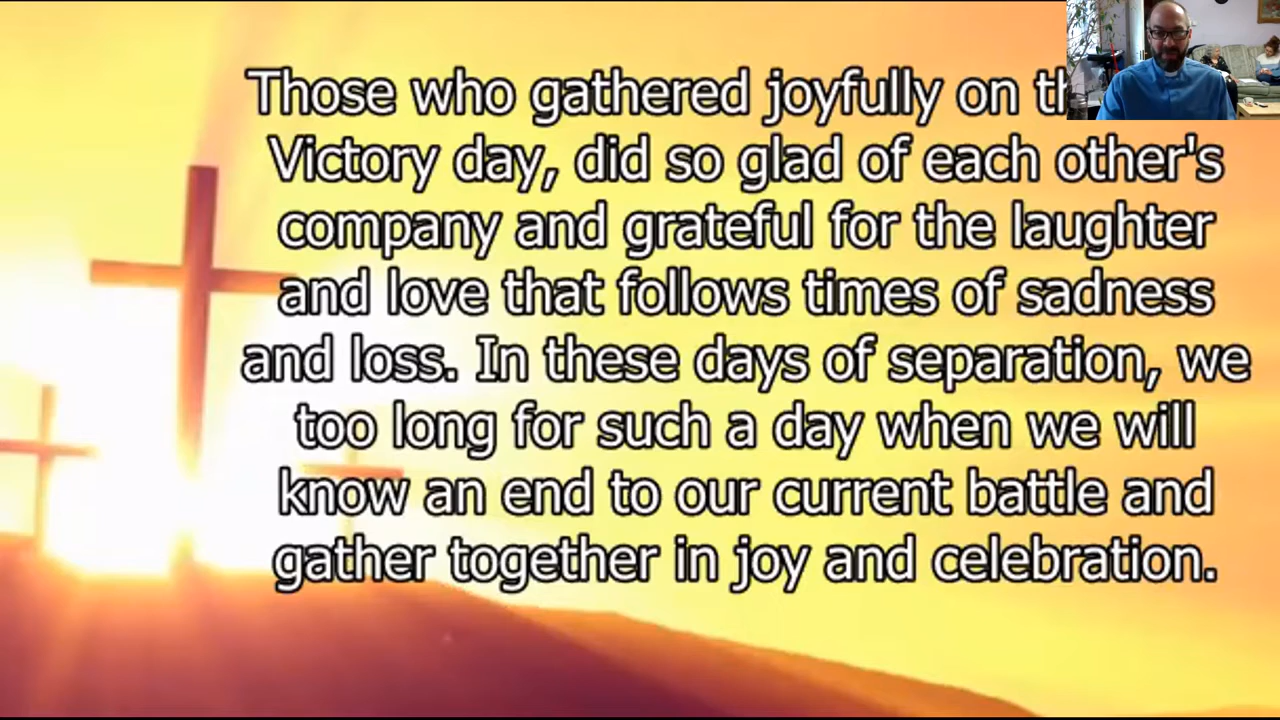 Those who gathered joyfully on
Victory day, did so glad of each other's
company and grateful for the laughter
and love that follows times of sadness
and loss. In these days of separation, we
too long for such a day when we will
know an end to our current battle and
gather together in joy and celebration.